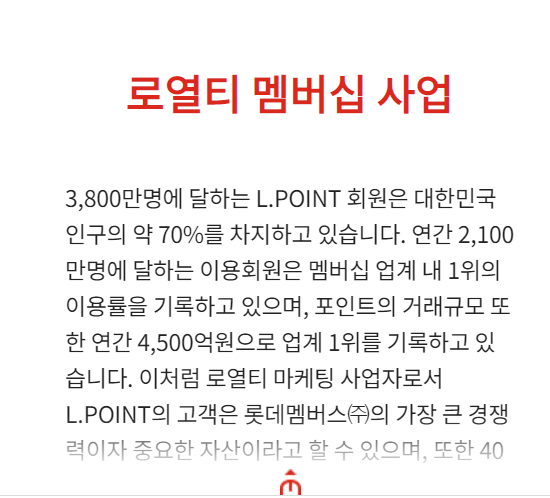 로열티 멤버십 사업
3,800만명에 달하는 L.POINT 회원은 대한민국
인구의 약 70%를 차지하고 있습니다. 연간 2,100
만명에 달하는 이용회원은 멤버십 업계 내 1위의
이용률을 기록하고 있으며, 포인트의 거래규모 또
한 연간 4,500억원으로 업계 1위를 기록하고 있
습니다. 이처럼 로열티 마케팅 사업자로서
L.POINT의 고객은 롯데멤버스㈜의 가장 큰 경쟁
력이자 중요한 자산이라고 할 수 있으며, 또한 40